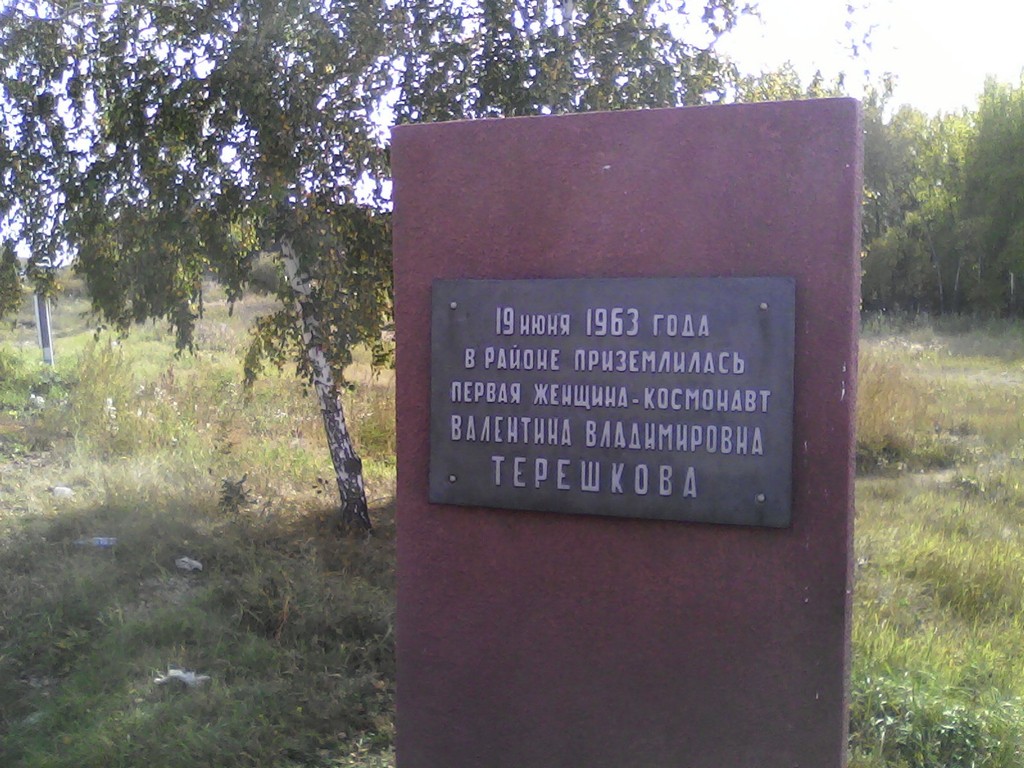 19 июня 1963 ГОДА
В РАЙОНЕ ПРИЗЕМЛИЛАСЬ
ПЕРВАЯ ЖЕНЩИНА-КОСМОНАВТ
ВАЛЕНТИНА ВЛАДИМИРОВНА
ТЕРЕШКОВА